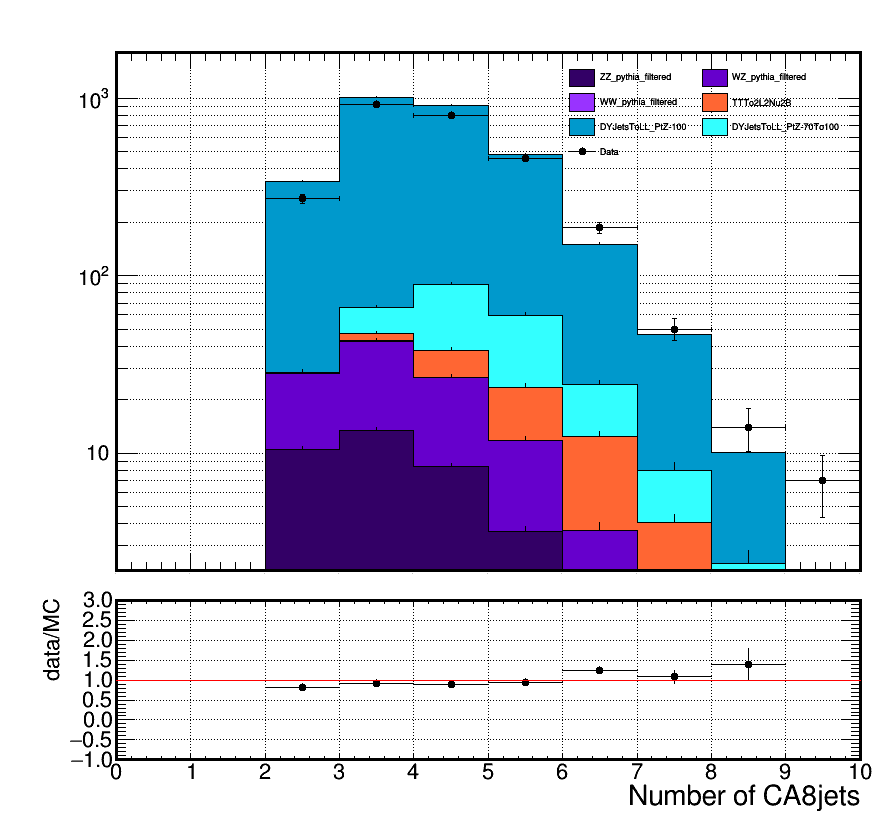 ZZ_pythia_filtered WZ_pythia_filtered
WW_pythia_filtered TTTo2L2Nu2B
DYJetsToLL_PtZ-100 DYJetsToLL_PtZ-70To100
Data
10³
10²
10
data/MC
3.0
2.5
2.0
1.5
1.0
0.5
0.0
−0.5
−1.0
0 1 2 3 4 5 6 7 8 9 10
Number of CA8jets